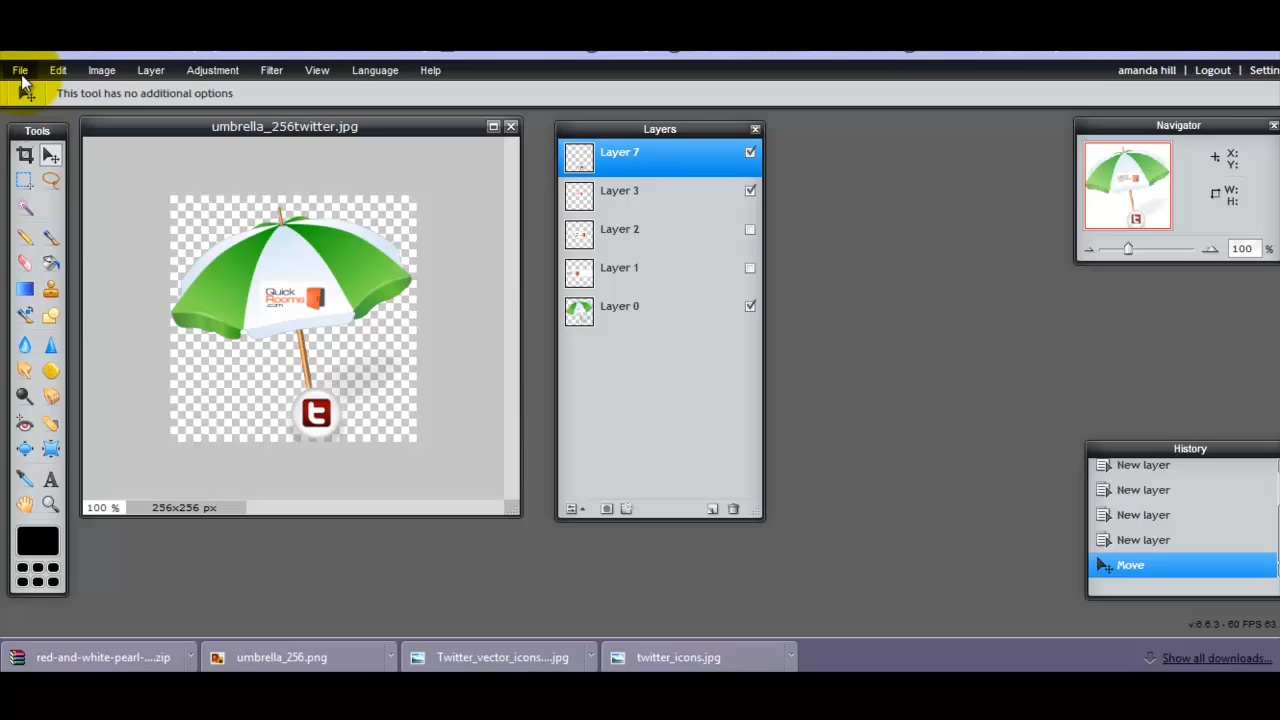 File Edit Image Layer Adjustment Filter View Language Help
amanda hill | Logout | Settin
This tool has no additional options
Tools
umbrella_256twitter.jpg
Quick
Rooms
.com
t
100 % 256x256 px
Layers
Layer 7
Layer 3
Layer 2
Layer 1
Layer 0
Navigator
X:
Y:
W:
H:
100 %
History
New layer
New layer
New layer
New layer
Move
v:6.6.3 - 60 FPS 63.
red-and-white-pearl-....zip
umbrella_256.png
Twitter_vector_icons....jpg
twitter_icons.jpg
Show all downloads...